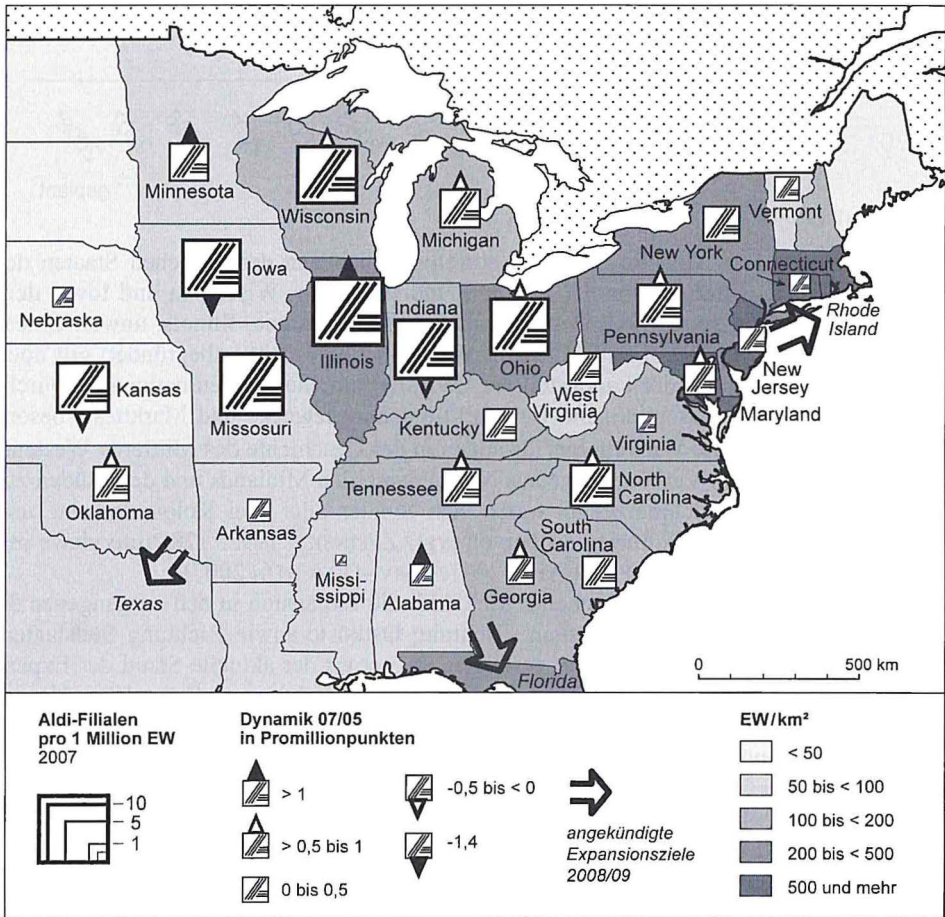 Minnesota
Wisconsin
Michigan
Vermont
New York
Connecticut
Rhode
Island
Nebraska
Iowa
Illinois
Indiana
Ohio
Pennsylvania
New
Jersey
Maryland
Kansas
Missosuri
West
Virginia
Kentucky
Virginia
Oklahoma
Arkansas
Tennessee
North
Carolina
South
Carolina
Texas
Missi-
ssippi
Alabama
Georgia
Florida
0 500 km
Aldi-Filialen
pro 1 Million EW
2007
10
5
1
Dynamik 07/05
in Promillionpunkten
> 1
> 0,5 bis 1
0 bis 0,5
-0,5 bis < 0
-1,4
angekündigte
Expansionsziele
2008/09
EW/km²
< 50
50 bis < 100
100 bis < 200
200 bis < 500
500 und mehr